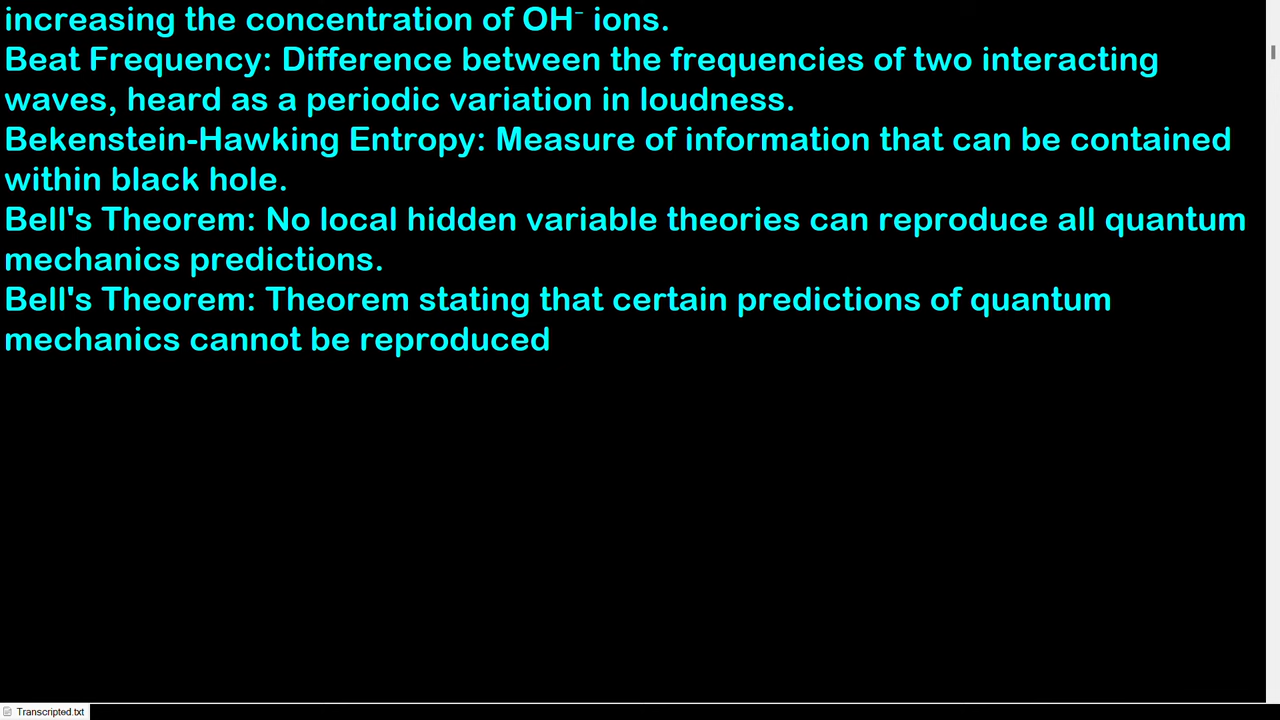 increasing the concentration of OH⁻ ions.
Beat Frequency: Difference between the frequencies of two interacting
waves, heard as a periodic variation in loudness.
Bekenstein-Hawking Entropy: Measure of information that can be contained
within black hole.
Bell's Theorem: No local hidden variable theories can reproduce all quantum
mechanics predictions.
Bell's Theorem: Theorem stating that certain predictions of quantum
mechanics cannot be reproduced
Transcripted.txt